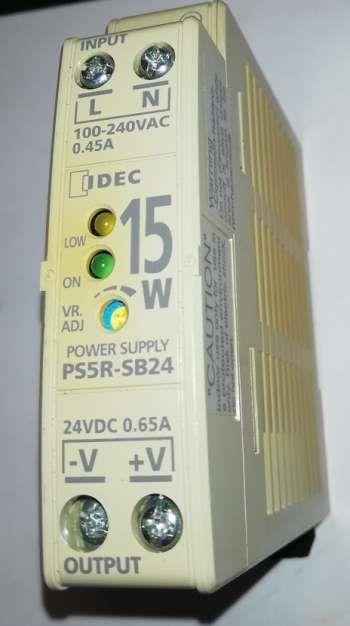 INPUT
L N
100-240VAC
0.45A
IDEC
LOW
15
ON
W
VR.
ADJ
POWER SUPPLY
PS5R-SB24
24VDC 0.65A
-V +V
OUTPUT
"CAUTION"